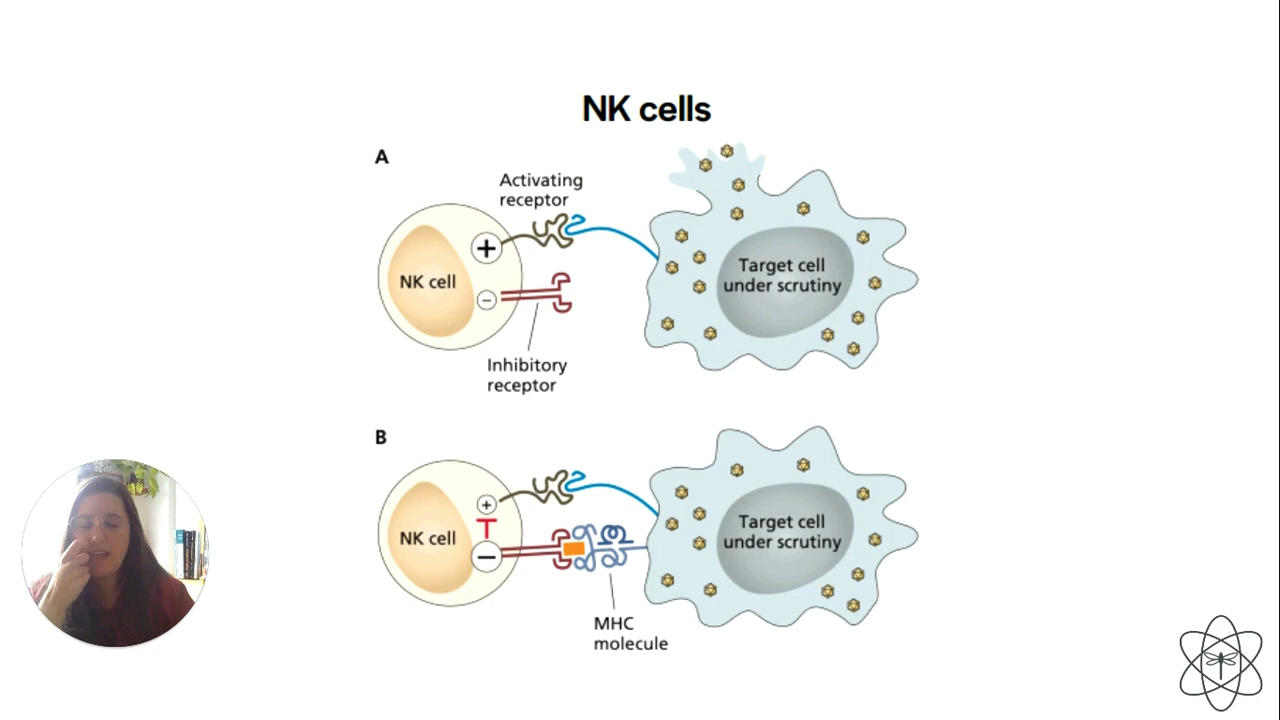 NK cells
A
Activating
receptor
+
NK cell
−
Target cell
under scrutiny
Inhibitory
receptor
B
+
NK cell
−
Target cell
under scrutiny
MHC
molecule